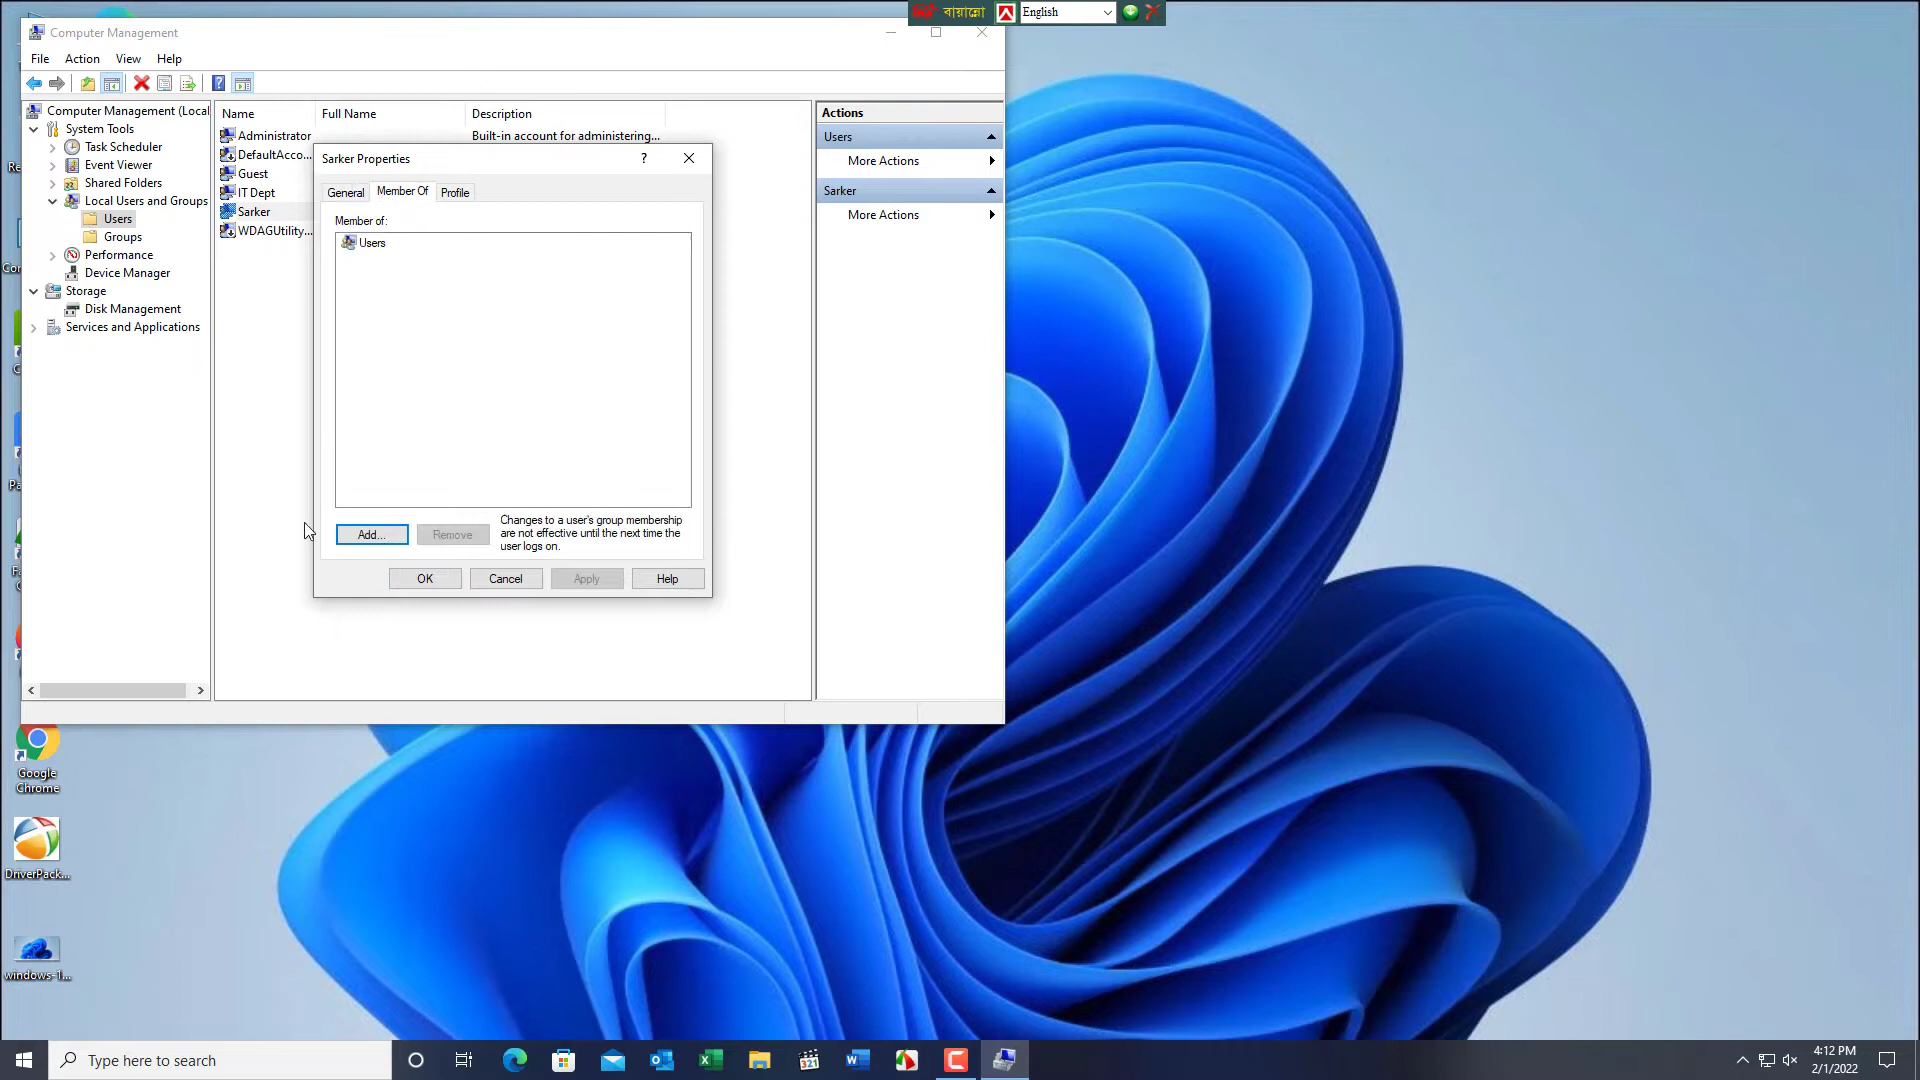 বায়ান্নো
English
Computer Management
File Action View Help
Computer Management (Local
System Tools
Task Scheduler
Event Viewer
Shared Folders
Local Users and Groups
Users
Groups
Performance
Device Manager
Storage
Disk Management
Services and Applications
Name Full Name Description
Administrator Built-in account for administering...
DefaultAcco...
Guest
IT Dept
Sarker
WDAGUtility...
Sarker Properties
?
General Member Of Profile
Member of:
Users
Add... Remove
Changes to a user's group membership
are not effective until the next time the
user logs on.
OK Cancel Apply Help
Actions
Users
More Actions
Sarker
More Actions
Google
Chrome
DriverPack...
windows-1...
Type here to search
321
4:12 PM
2/1/2022